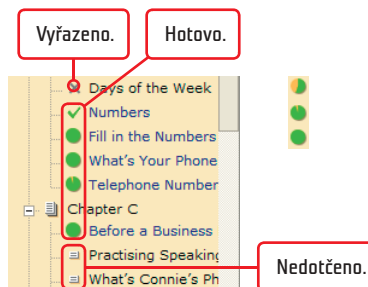 Vyřazeno.
Hotovo.
Days of the Week
Numbers
Fill in the Numbers
What's Your Phone
Telephone Number
Chapter C
Before a Business
Practising Speaking
What's Connie's Ph
Nedotčeno.